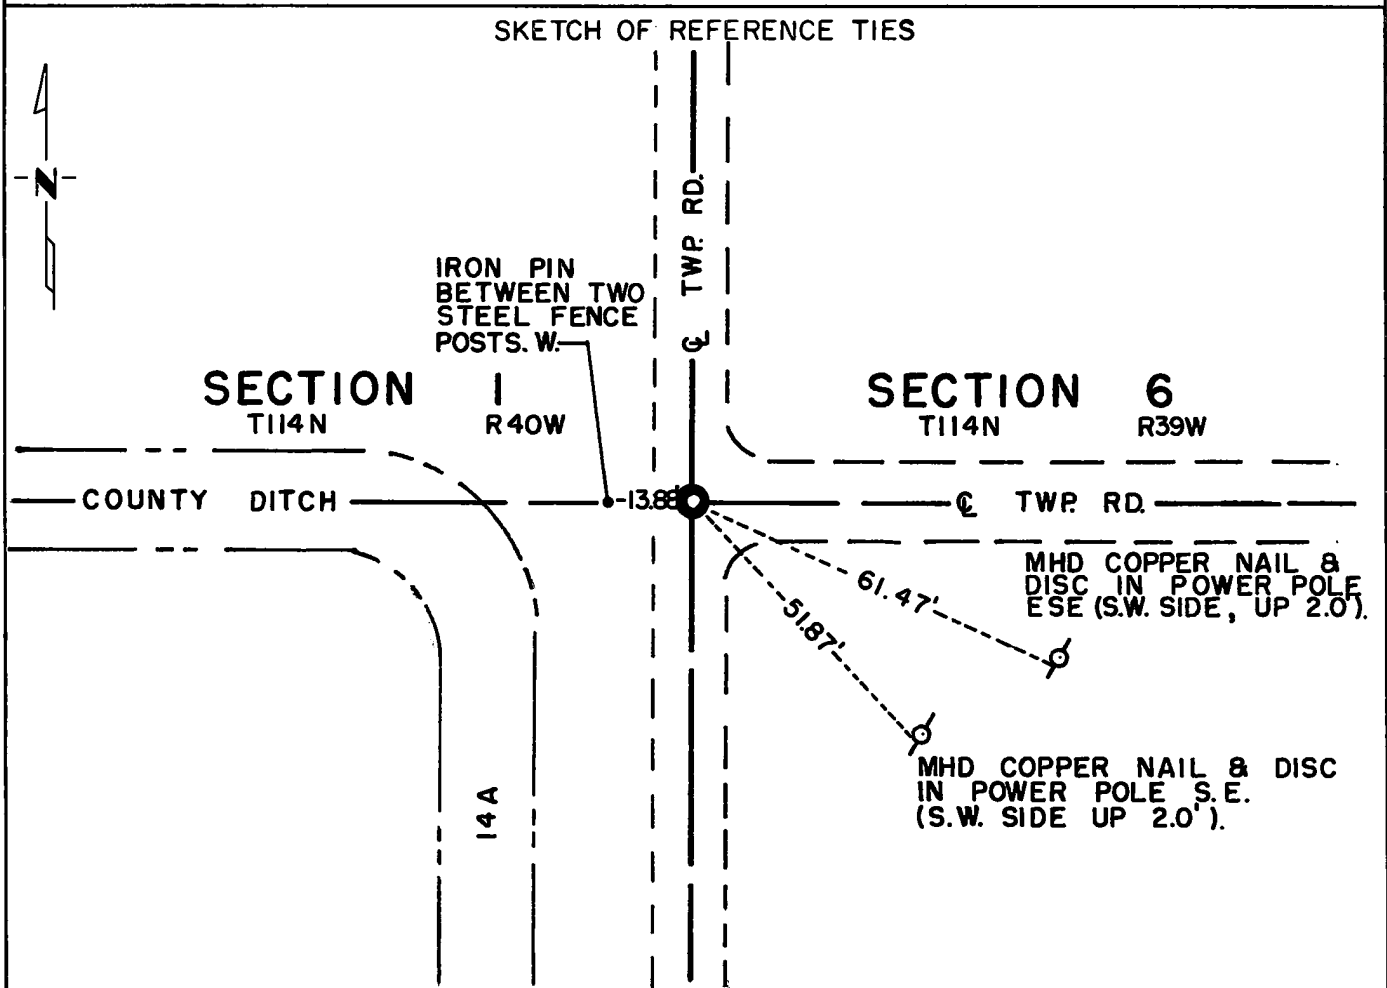 SKETCH OF REFERENCE TIES
N
IRON PIN
BETWEEN TWO
STEEL FENCE
POSTS. W.
℄ TWP. RD.
SECTION 1
T114N R40W
SECTION 6
T114N R39W
COUNTY DITCH
℄ TWP. RD.
MHD COPPER NAIL &
DISC IN POWER POLE
ESE (S.W. SIDE, UP 2.0').
61.47'
51.87'
MHD COPPER NAIL & DISC
IN POWER POLE S.E.
(S.W. SIDE UP 2.0').
14A